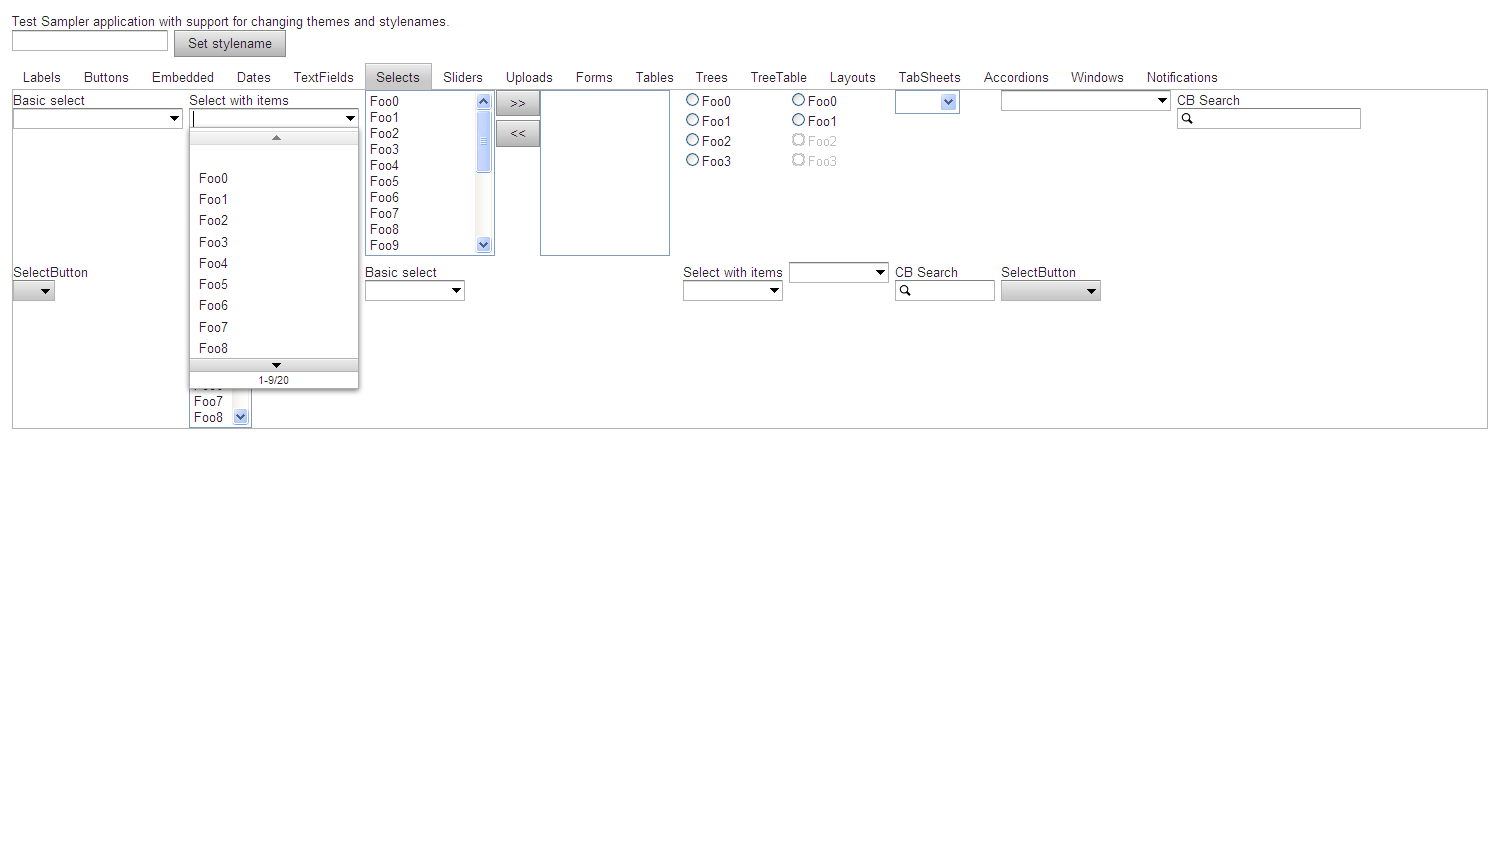 Test Sampler application with support for changing themes and stylenames.
Set stylename
Labels Buttons Embedded Dates TextFields Selects Sliders Uploads Forms Tables Trees TreeTable Layouts TabSheets Accordions Windows Notifications
Basic select
Select with items
Foo0
Foo1
Foo2
Foo3
Foo4
Foo5
Foo6
Foo7
Foo8
1-9/20
Foo0
Foo1
Foo2
Foo3
Foo4
Foo5
Foo6
Foo7
Foo8
Foo9
>>
<<
Foo0
Foo1
Foo2
Foo3
Foo0
Foo1
Foo2
Foo3
CB Search
SelectButton
Foo7
Foo8
Basic select
Select with items
CB Search
SelectButton